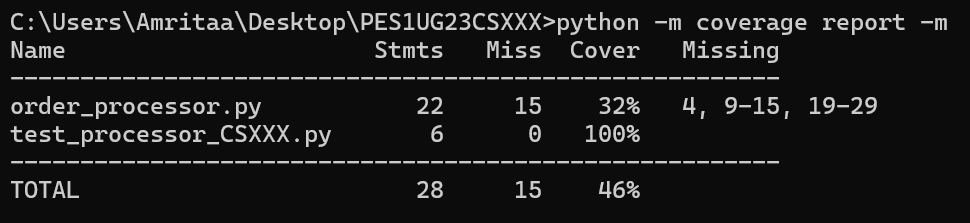 C:\Users\Amritaa\Desktop\PES1UG23CSXXX>python -m coverage report -m
Name                      Stmts   Miss  Cover   Missing
-------------------------------------------------------
order_processor.py           22     15    32%   4, 9-15, 19-29
test_processor_CSXXX.py       6      0   100%
-------------------------------------------------------
TOTAL                        28     15    46%